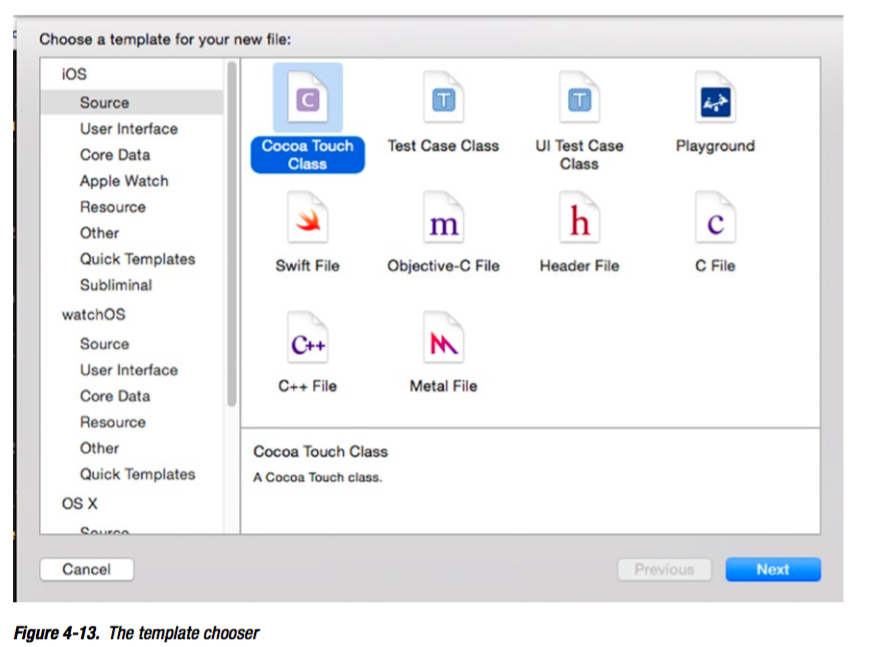 Choose a template for your new file:
iOS
Source
User Interface
Core Data
Apple Watch
Resource
Other
Quick Templates
Subliminal
watchOS
Source
User Interface
Core Data
Resource
Other
Quick Templates
OS X
Source
C
Cocoa Touch
Class
T
Test Case Class
T
UI Test Case
Class
Playground
Swift File
m
Objective-C File
h
Header File
c
C File
C++
C++ File
Metal File
Cocoa Touch Class
A Cocoa Touch class.
Cancel
Previous
Next
Figure 4-13. The template chooser